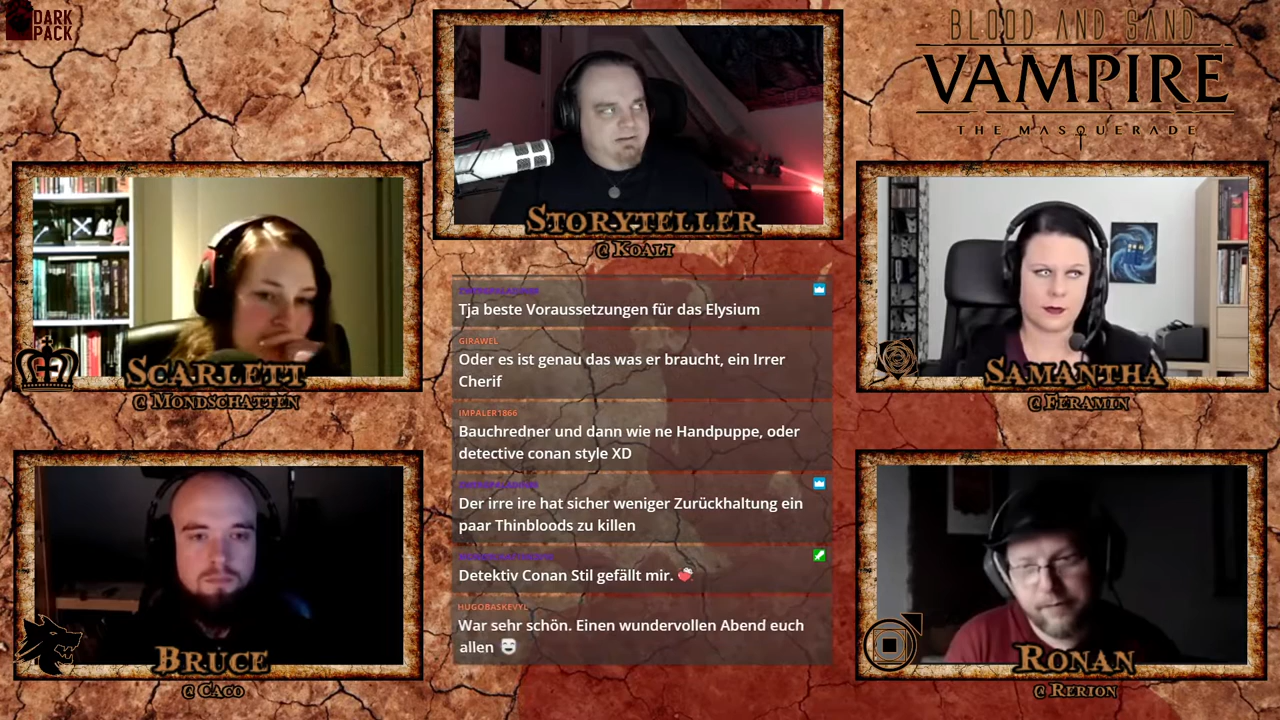 DARK
PACK
BLOOD AND SAND
VAMPIRE
THE MASQUERADE
STORYTELLER
@ KOALI
SCARLETT
@ MONDSCHATTEN
SAMANTHA
@ FERAMIN
Tja beste Voraussetzungen für das Elysium
GIRAWEL
Oder es ist genau das was er braucht, ein Irrer
Cherif
IMPALER1866
Bauchredner und dann wie ne Handpuppe, oder
detective conan style XD
Der irre ire hat sicher weniger Zurückhaltung ein
paar Thinbloods zu killen
Detektiv Conan Stil gefällt mir.
HUGOBASKEVYL
War sehr schön. Einen wundervollen Abend euch
allen
BRUCE
@ CACO
RONAN
@ RERION